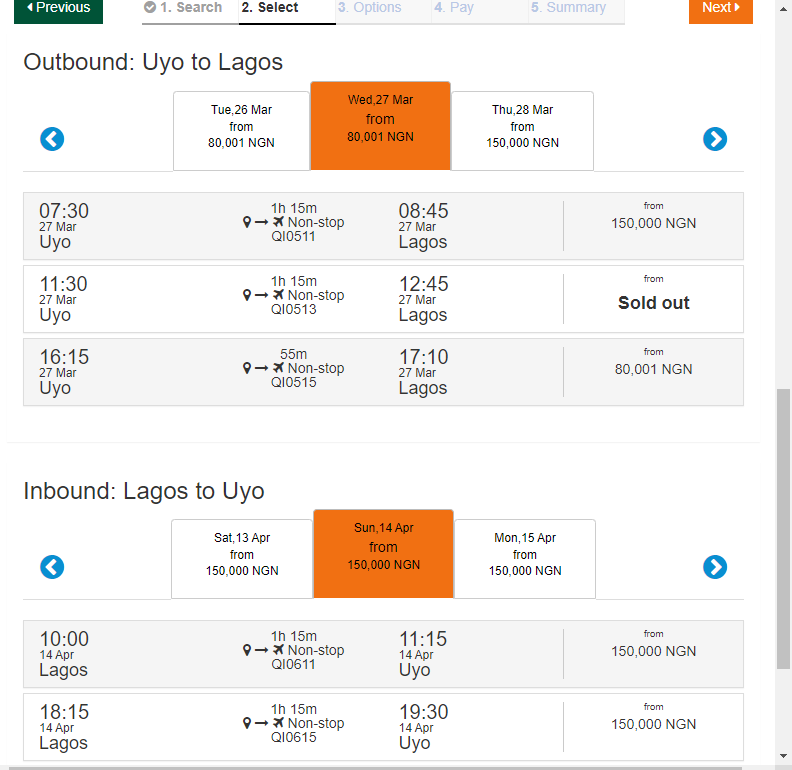 Previous
1. Search
2. Select
3. Options
4. Pay
5. Summary
Next
Outbound: Uyo to Lagos
Tue,26 Mar
from
80,001 NGN
Wed,27 Mar
from
80,001 NGN
Thu,28 Mar
from
150,000 NGN
07:30
27 Mar
Uyo
1h 15m
Non-stop
QI0511
08:45
27 Mar
Lagos
from
150,000 NGN
11:30
27 Mar
Uyo
1h 15m
Non-stop
QI0513
12:45
27 Mar
Lagos
from
Sold out
16:15
27 Mar
Uyo
55m
Non-stop
QI0515
17:10
27 Mar
Lagos
from
80,001 NGN
Inbound: Lagos to Uyo
Sat,13 Apr
from
150,000 NGN
Sun,14 Apr
from
150,000 NGN
Mon,15 Apr
from
150,000 NGN
10:00
14 Apr
Lagos
1h 15m
Non-stop
QI0611
11:15
14 Apr
Uyo
from
150,000 NGN
18:15
14 Apr
Lagos
1h 15m
Non-stop
QI0615
19:30
14 Apr
Uyo
from
150,000 NGN